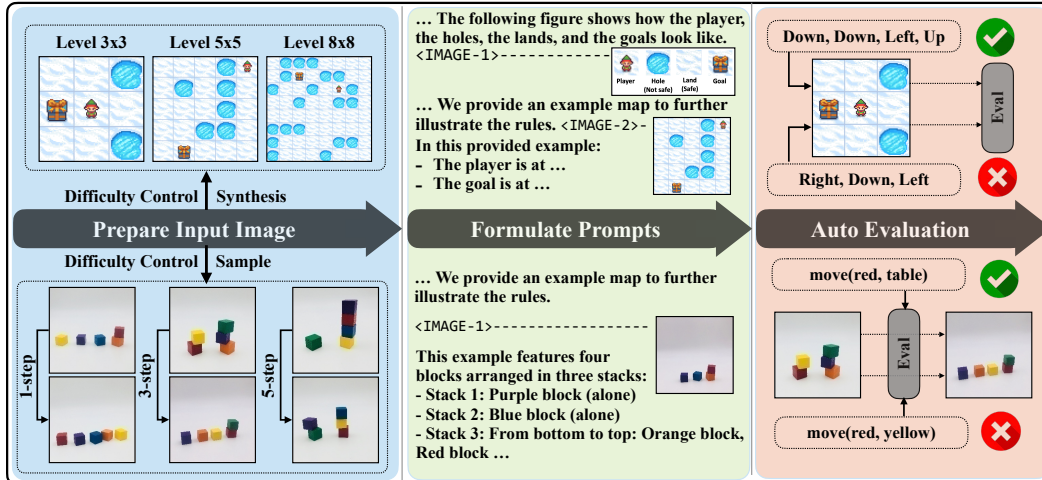 Level 3x3
Level 5x5
Level 8x8
Difficulty Control
Synthesis
Prepare Input Image
Difficulty Control
Sample
1-step
3-step
5-step
... The following figure shows how the player,
the holes, the lands, and the goals look like.
<IMAGE-1>------------
Player
Hole
(Not safe)
Land
(Safe)
Goal
... We provide an example map to further
illustrate the rules. <IMAGE-2>-
In this provided example:
- The player is at ...
- The goal is at ...
Formulate Prompts
... We provide an example map to further
illustrate the rules.
<IMAGE-1>-----------------
This example features four
blocks arranged in three stacks:
- Stack 1: Purple block (alone)
- Stack 2: Blue block (alone)
- Stack 3: From bottom to top: Orange block,
Red block ...
Down, Down, Left, Up
Eval
Right, Down, Left
Auto Evaluation
move(red, table)
Eval
move(red, yellow)